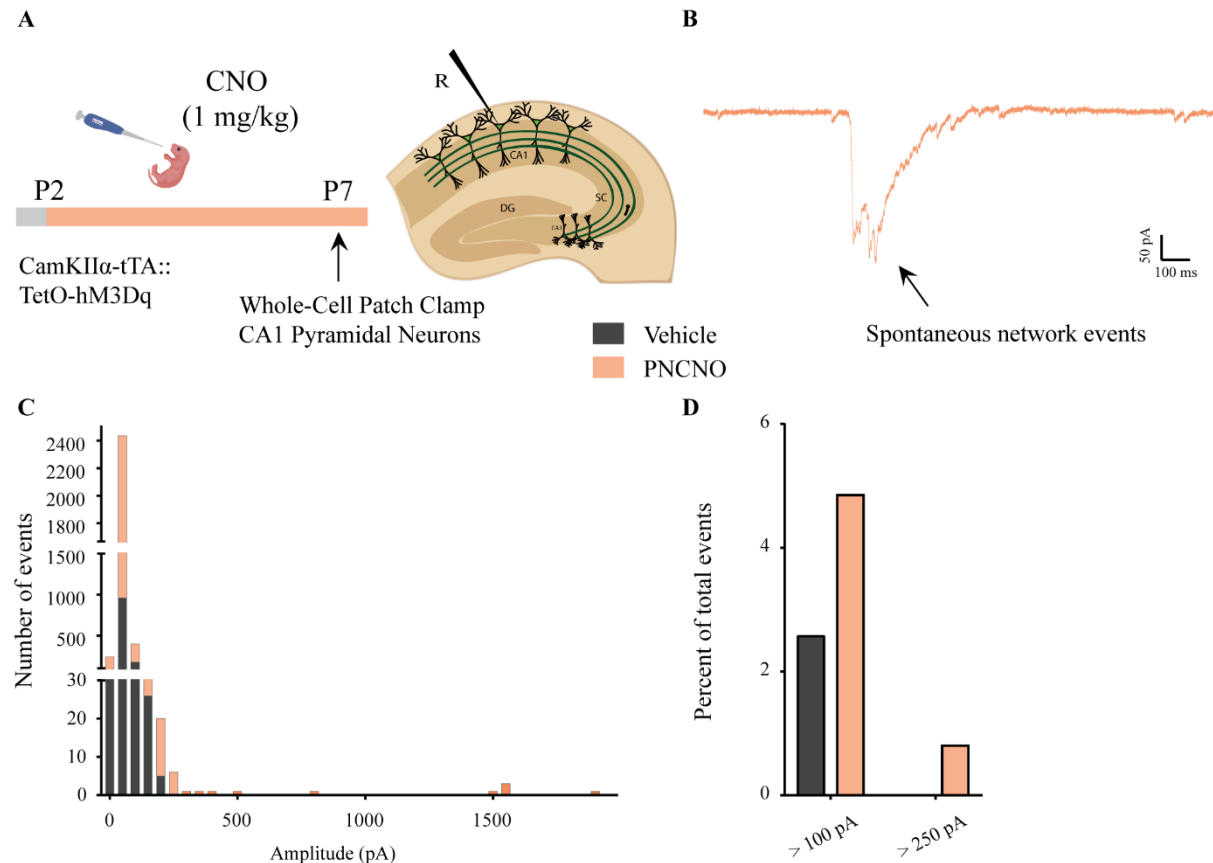 A
CNO
(1 mg/kg)
P2
P7
CamKIIα-tTA::
TetO-hM3Dq
Whole-Cell Patch Clamp
CA1 Pyramidal Neurons
R
CA1
SC
DG
CA3
B
50 pA
100 ms
Spontaneous network events
Vehicle
PNCNO
C
Number of events
2400
2200
2000
1800
1500
1000
500
30
20
10
0
0
500
1000
1500
Amplitude (pA)
D
Percent of total events
6
4
2
0
> 100 pA
> 250 pA